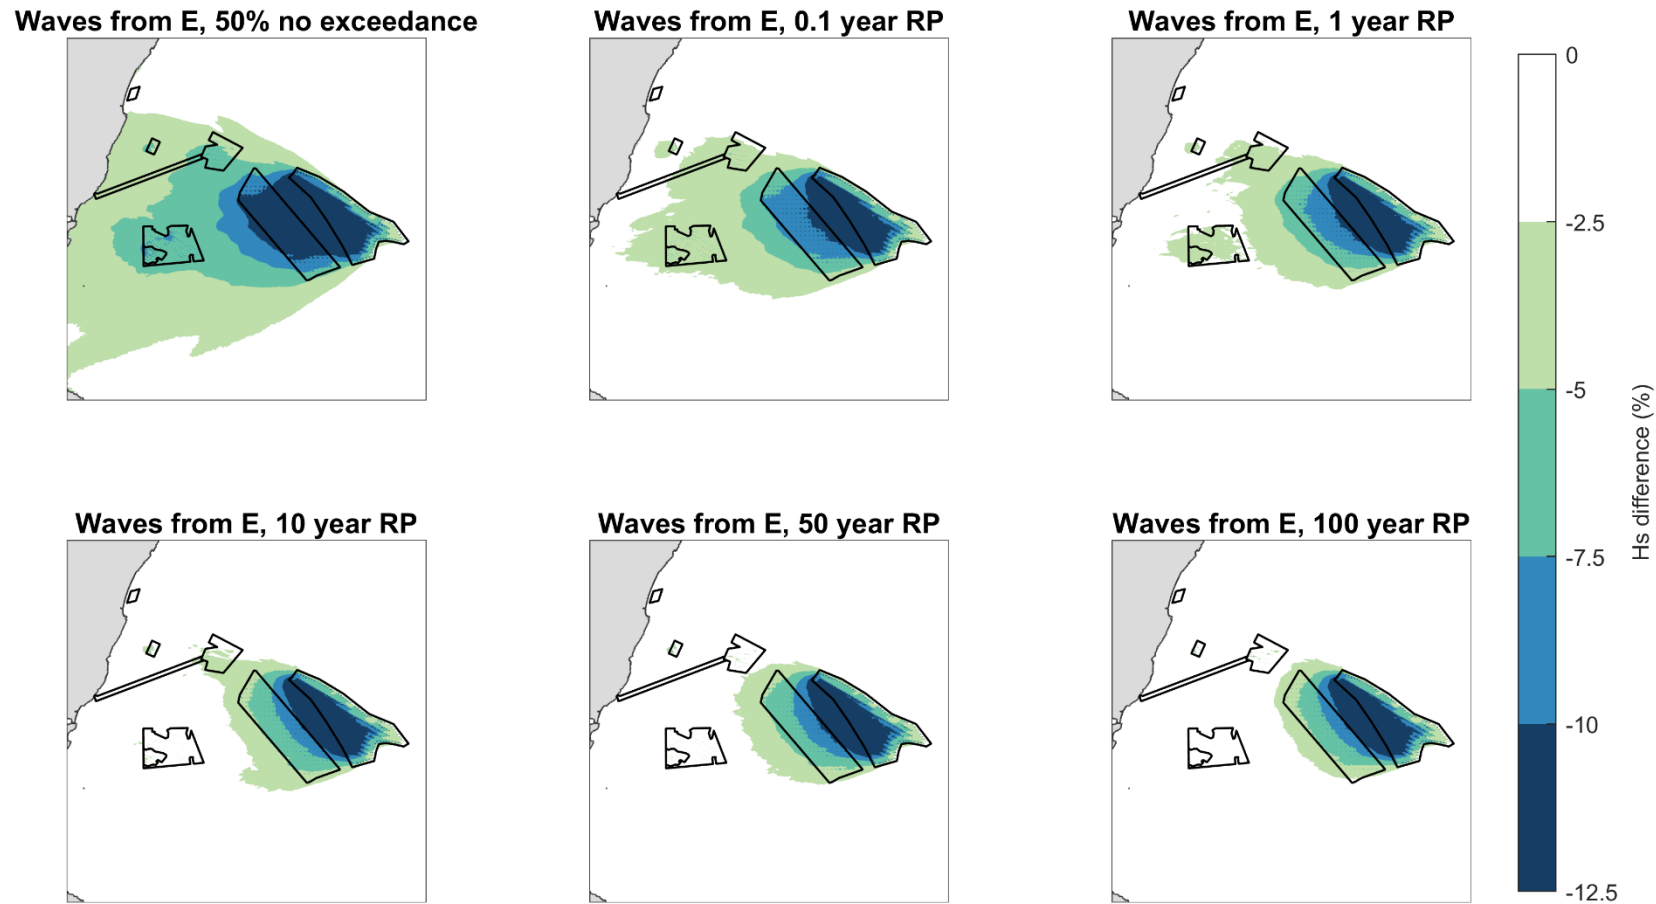 Waves from E, 50% no exceedance
Waves from E, 0.1 year RP
Waves from E, 1 year RP
0
-2.5
-5
-7.5
-10
-12.5
Hs difference (%)
Waves from E, 10 year RP
Waves from E, 50 year RP
Waves from E, 100 year RP